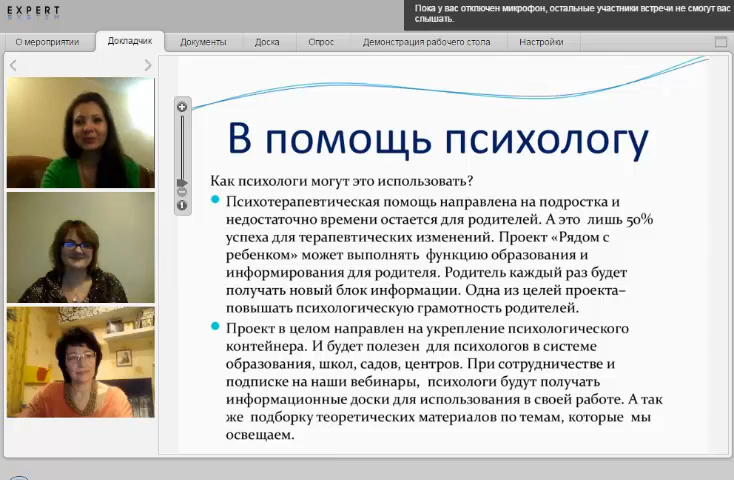 EXPERT
SYSTEM
Пока у вас отключен микрофон, остальные участники встречи не смогут вас
слышать.
О мероприятии
Докладчик
Документы
Доска
Опрос
Демонстрация рабочего стола
Настройки
В помощь психологу
Как психологи могут это использовать?
Психотерапевтическая помощь направлена на подростка и
недостаточно времени остается для родителей. А это лишь 50%
успеха для терапевтических изменений. Проект «Рядом с
ребенком» может выполнять функцию образования и
информирования для родителя. Родитель каждый раз будет
получать новый блок информации. Одна из целей проекта–
повышать психологическую грамотность родителей.
Проект в целом направлен на укрепление психологического
контейнера. И будет полезен для психологов в системе
образования, школ, садов, центров. При сотрудничестве и
подписке на наши вебинары, психологи будут получать
информационные доски для использования в своей работе. А так
же подборку теоретических материалов по темам, которые мы
освещаем.